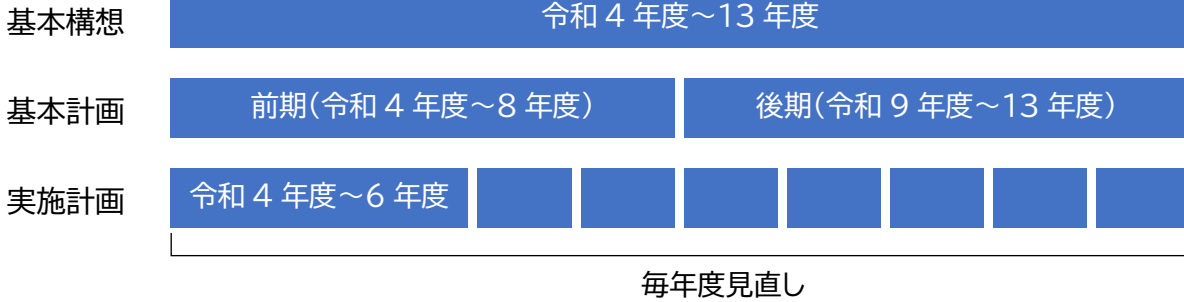 基本構想
令和 4 年度～13 年度
基本計画
前期（令和 4 年度～8 年度）
後期（令和 9 年度～13 年度）
実施計画
令和 4 年度～6 年度
毎年度見直し